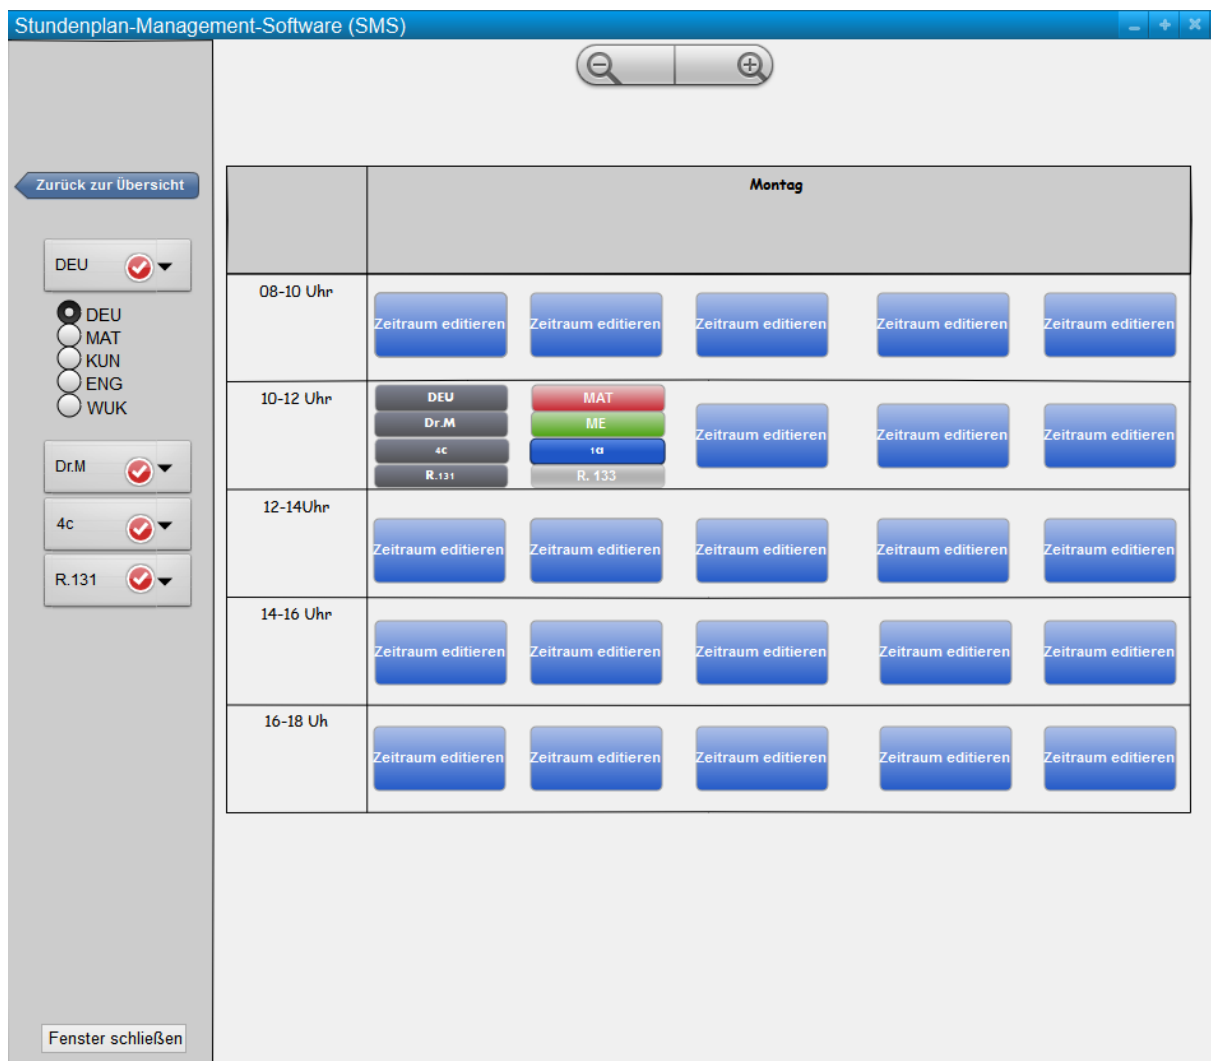 Stundenplan-Management-Software (SMS)
Zurück zur Übersicht
DEU
DEU
MAT
KUN
ENG
WUK
Dr.M
4c
R.131
Fenster schließen
Montag
08-10 Uhr
Zeitraum editieren Zeitraum editieren Zeitraum editieren Zeitraum editieren Zeitraum editieren
10-12 Uhr
DEU MAT
Dr.M ME
4c 1a
R.131 R. 133
Zeitraum editieren Zeitraum editieren Zeitraum editieren
12-14Uhr
Zeitraum editieren Zeitraum editieren Zeitraum editieren Zeitraum editieren Zeitraum editieren
14-16 Uhr
Zeitraum editieren Zeitraum editieren Zeitraum editieren Zeitraum editieren Zeitraum editieren
16-18 Uh
Zeitraum editieren Zeitraum editieren Zeitraum editieren Zeitraum editieren Zeitraum editieren